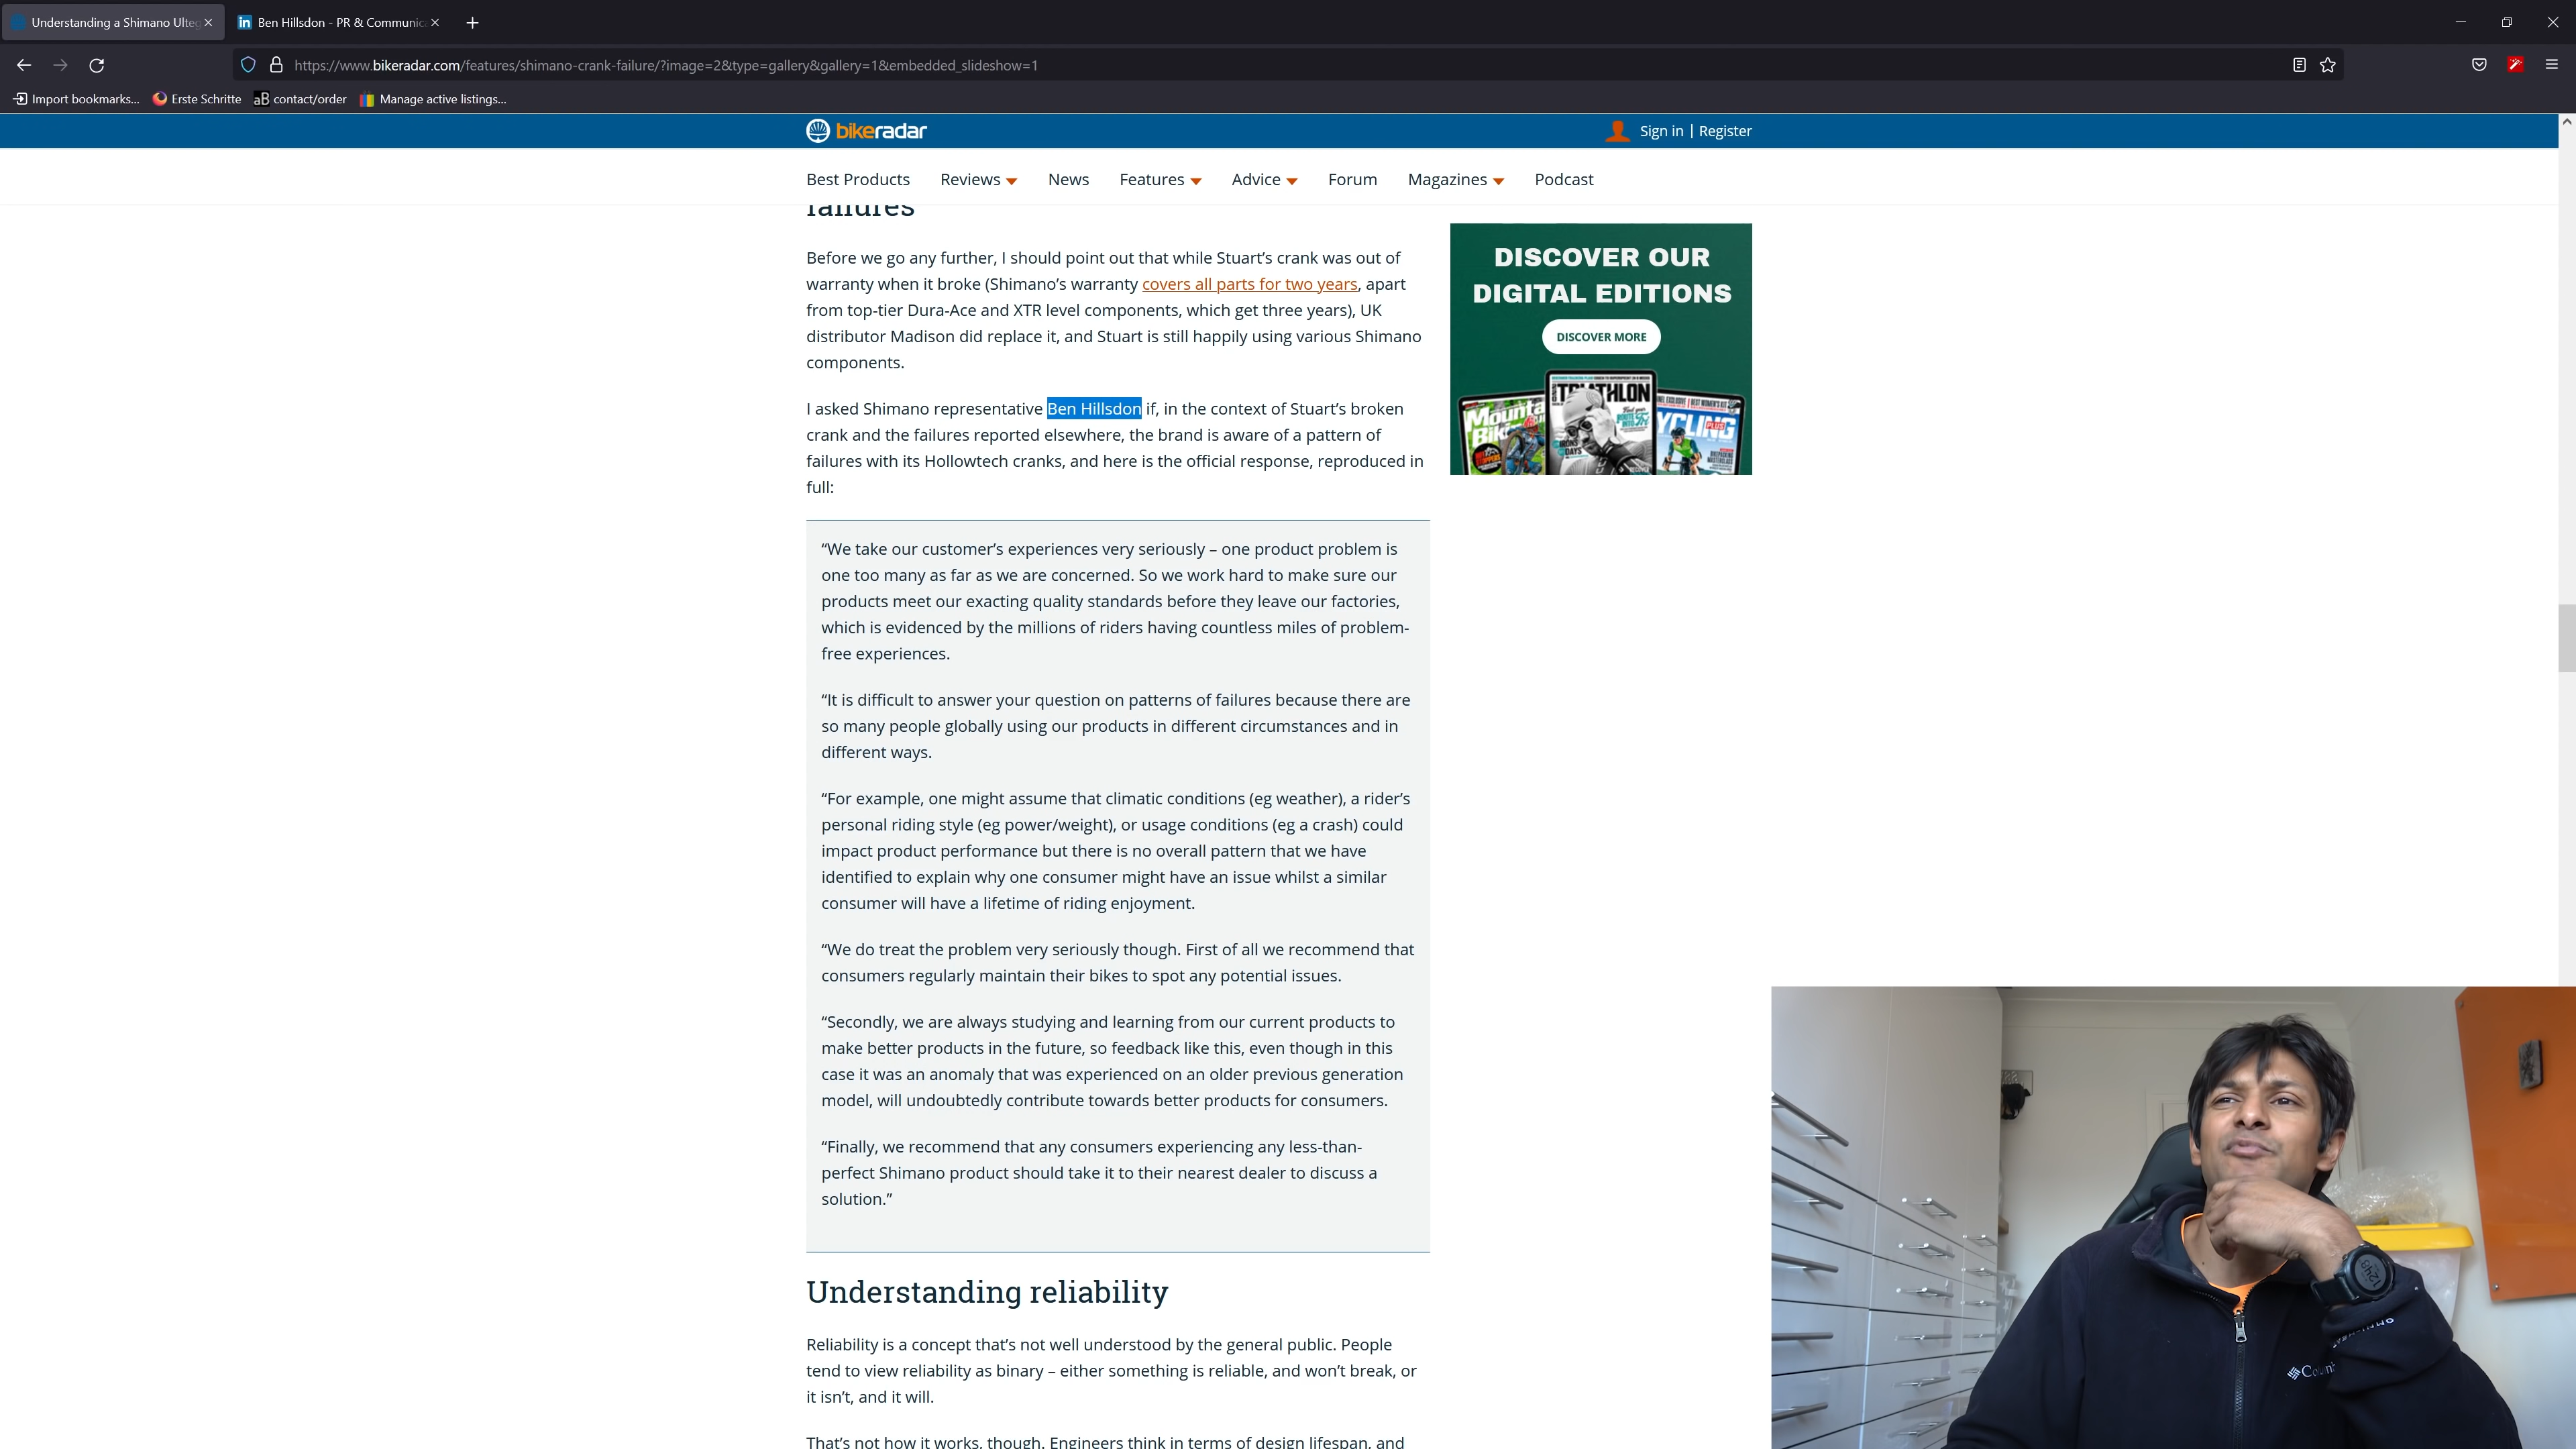 Understanding a Shimano Ulteg
Ben Hillsdon - PR & Communic
https://www.bikeradar.com/features/shimano-crank-failure/?image=2&type=gallery&gallery=1&embedded_slideshow=1
Import bookmarks...
Erste Schritte
aB contact/order
Manage active listings...
bikeradar
Sign in | Register
Best Products
Reviews
News
Features
Advice
Forum
Magazines
Podcast
failures
Before we go any further, I should point out that while Stuart’s crank was out of
warranty when it broke (Shimano’s warranty covers all parts for two years, apart
from top-tier Dura-Ace and XTR level components, which get three years), UK
distributor Madison did replace it, and Stuart is still happily using various Shimano
components.
I asked Shimano representative Ben Hillsdon if, in the context of Stuart’s broken
crank and the failures reported elsewhere, the brand is aware of a pattern of
failures with its Hollowtech cranks, and here is the official response, reproduced in
full:
“We take our customer’s experiences very seriously – one product problem is
one too many as far as we are concerned. So we work hard to make sure our
products meet our exacting quality standards before they leave our factories,
which is evidenced by the millions of riders having countless miles of problem-
free experiences.
“It is difficult to answer your question on patterns of failures because there are
so many people globally using our products in different circumstances and in
different ways.
“For example, one might assume that climatic conditions (eg weather), a rider’s
personal riding style (eg power/weight), or usage conditions (eg a crash) could
impact product performance but there is no overall pattern that we have
identified to explain why one consumer might have an issue whilst a similar
consumer will have a lifetime of riding enjoyment.
“We do treat the problem very seriously though. First of all we recommend that
consumers regularly maintain their bikes to spot any potential issues.
“Secondly, we are always studying and learning from our current products to
make better products in the future, so feedback like this, even though in this
case it was an anomaly that was experienced on an older previous generation
model, will undoubtedly contribute towards better products for consumers.
“Finally, we recommend that any consumers experiencing any less-than-
perfect Shimano product should take it to their nearest dealer to discuss a
solution.”
Understanding reliability
Reliability is a concept that’s not well understood by the general public. People
tend to view reliability as binary – either something is reliable, and won’t break, or
it isn’t, and it will.
That’s not how it works, though. Engineers think in terms of design lifespan, and
DISCOVER OUR
DIGITAL EDITIONS
DISCOVER MORE
TRIATHLON
CYCLING
PLUS